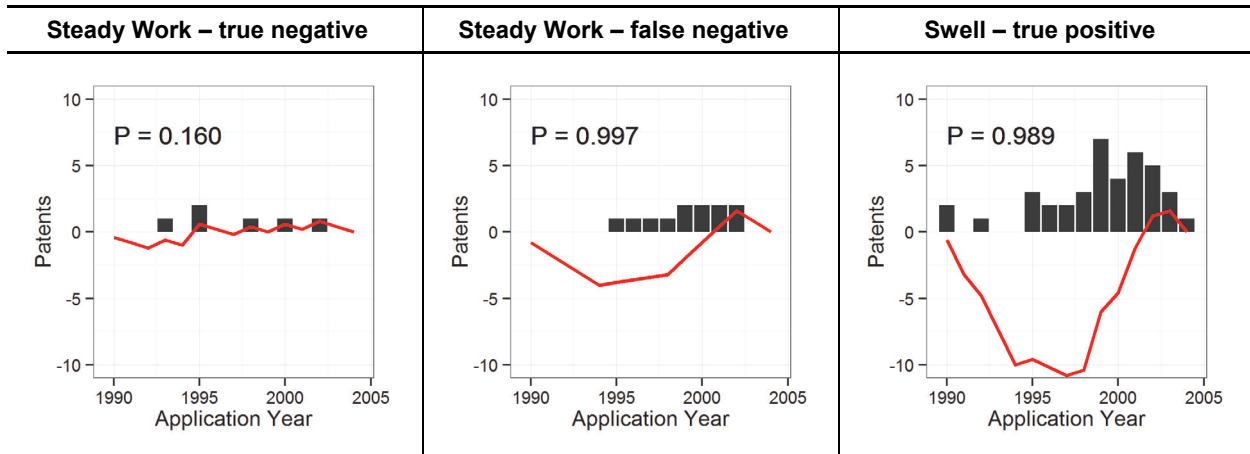 Steady Work – true negative
Steady Work – false negative
Swell – true positive
10
5
0
-5
-10
Patents
P = 0.160
1990
1995
2000
2005
Application Year
10
5
0
-5
-10
Patents
P = 0.997
1990
1995
2000
2005
Application Year
10
5
0
-5
-10
Patents
P = 0.989
1990
1995
2000
2005
Application Year